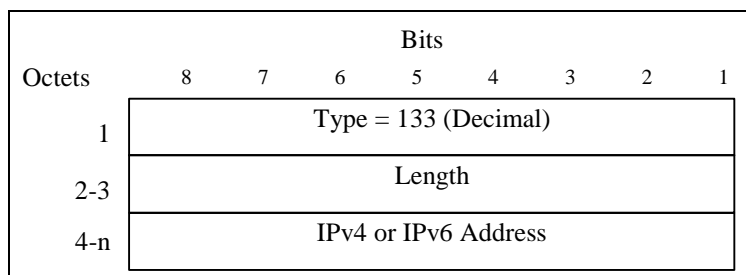 Bits
Octets 8 7 6 5 4 3 2 1
1 Type = 133 (Decimal)
2-3 Length
4-n IPv4 or IPv6 Address